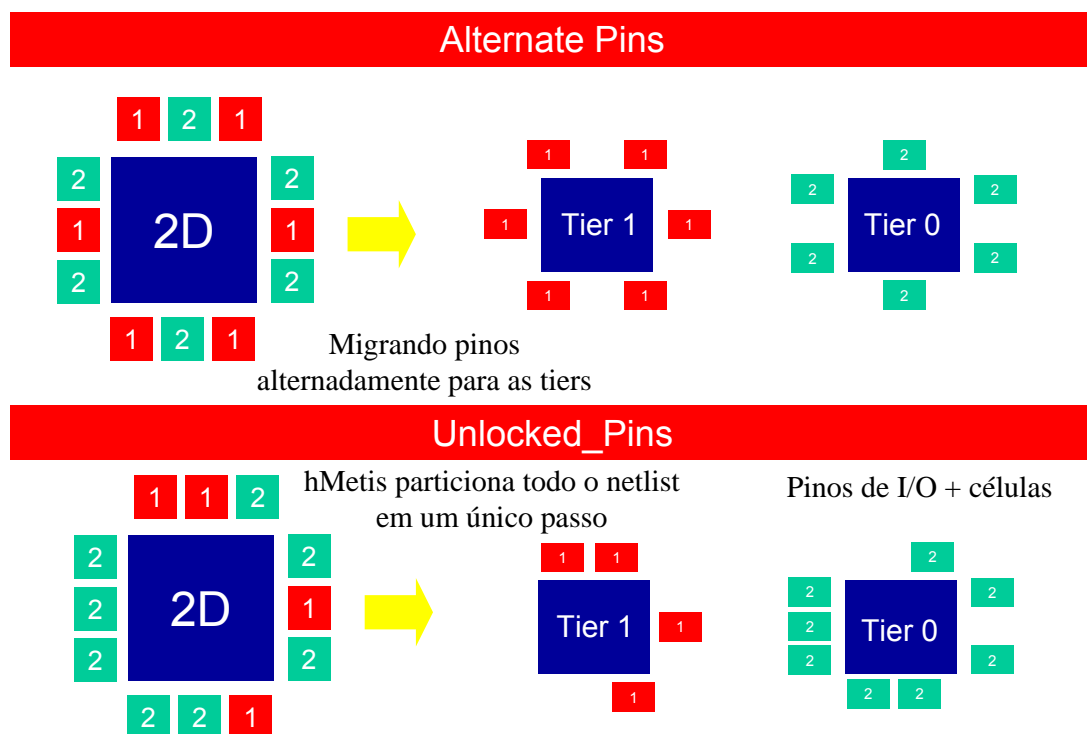 Alternate Pins
1 2 1
2 2
1 2D 1 1 Tier 1 1
2 2
1 2 1
1 1
1 1
2
2 2
Tier 0
2 2
2
Migrando pinos
alternadamente para as tiers
Unlocked_Pins
hMetis particiona todo o netlist
em um único passo
Pinos de I/O + células
1 1 2
2 2
2 2D 1
2 2
2 2 1
1 1
Tier 1 1
1
2
2 2
2 Tier 0
2 2
2 2